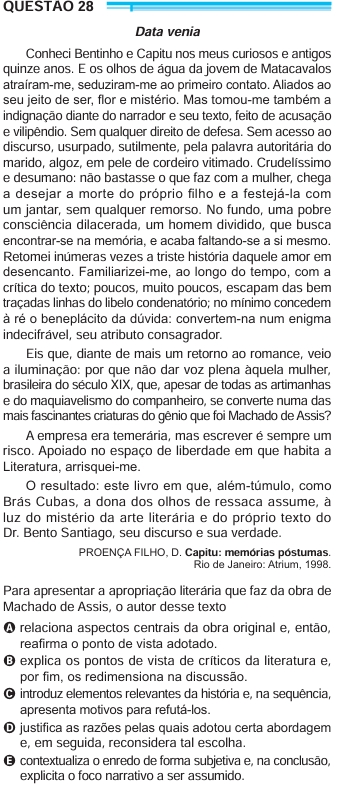 QUESTÃO 28
Data venia
Conheci Bentinho e Capitu nos meus curiosos e antigos
quinze anos. E os olhos de água da jovem de Matacavalos
atraíram-me, seduziram-me ao primeiro contato. Aliados ao
seu jeito de ser, flor e mistério. Mas tomou-me também a
indignação diante do narrador e seu texto, feito de acusação
e vilipêndio. Sem qualquer direito de defesa. Sem acesso ao
discurso, usurpado, sutilmente, pela palavra autoritária do
marido, algoz, em pele de cordeiro vitimado. Crudelíssimo
e desumano: não bastasse o que faz com a mulher, chega
a desejar a morte do próprio filho e a festejá-la com
um jantar, sem qualquer remorso. No fundo, uma pobre
consciência dilacerada, um homem dividido, que busca
encontrar-se na memória, e acaba faltando-se a si mesmo.
Retomei inúmeras vezes a triste história daquele amor em
desencanto. Familiarizei-me, ao longo do tempo, com a
crítica do texto; poucos, muito poucos, escapam das bem
traçadas linhas do libelo condenatório; no mínimo concedem
à ré o beneplácito da dúvida: convertem-na num enigma
indecifrável, seu atributo consagrador.
Eis que, diante de mais um retorno ao romance, veio
a iluminação: por que não dar voz plena àquela mulher,
brasileira do século XIX, que, apesar de todas as artimanhas
e do maquiavelismo do companheiro, se converte numa das
mais fascinantes criaturas do gênio que foi Machado de Assis?
A empresa era temerária, mas escrever é sempre um
risco. Apoiado no espaço de liberdade em que habita a
Literatura, arrisquei-me.
O resultado: este livro em que, além-túmulo, como
Brás Cubas, a dona dos olhos de ressaca assume, à
luz do mistério da arte literária e do próprio texto do
Dr. Bento Santiago, seu discurso e sua verdade.
PROENÇA FILHO, D. Capitu: memórias póstumas.
Rio de Janeiro: Atrium, 1998.
Para apresentar a apropriação literária que faz da obra de
Machado de Assis, o autor desse texto
A relaciona aspectos centrais da obra original e, então,
reafirma o ponto de vista adotado.
B explica os pontos de vista de críticos da literatura e,
por fim, os redimensiona na discussão.
C introduz elementos relevantes da história e, na sequência,
apresenta motivos para refutá-los.
D justifica as razões pelas quais adotou certa abordagem
e, em seguida, reconsidera tal escolha.
E contextualiza o enredo de forma subjetiva e, na conclusão,
explicita o foco narrativo a ser assumido.